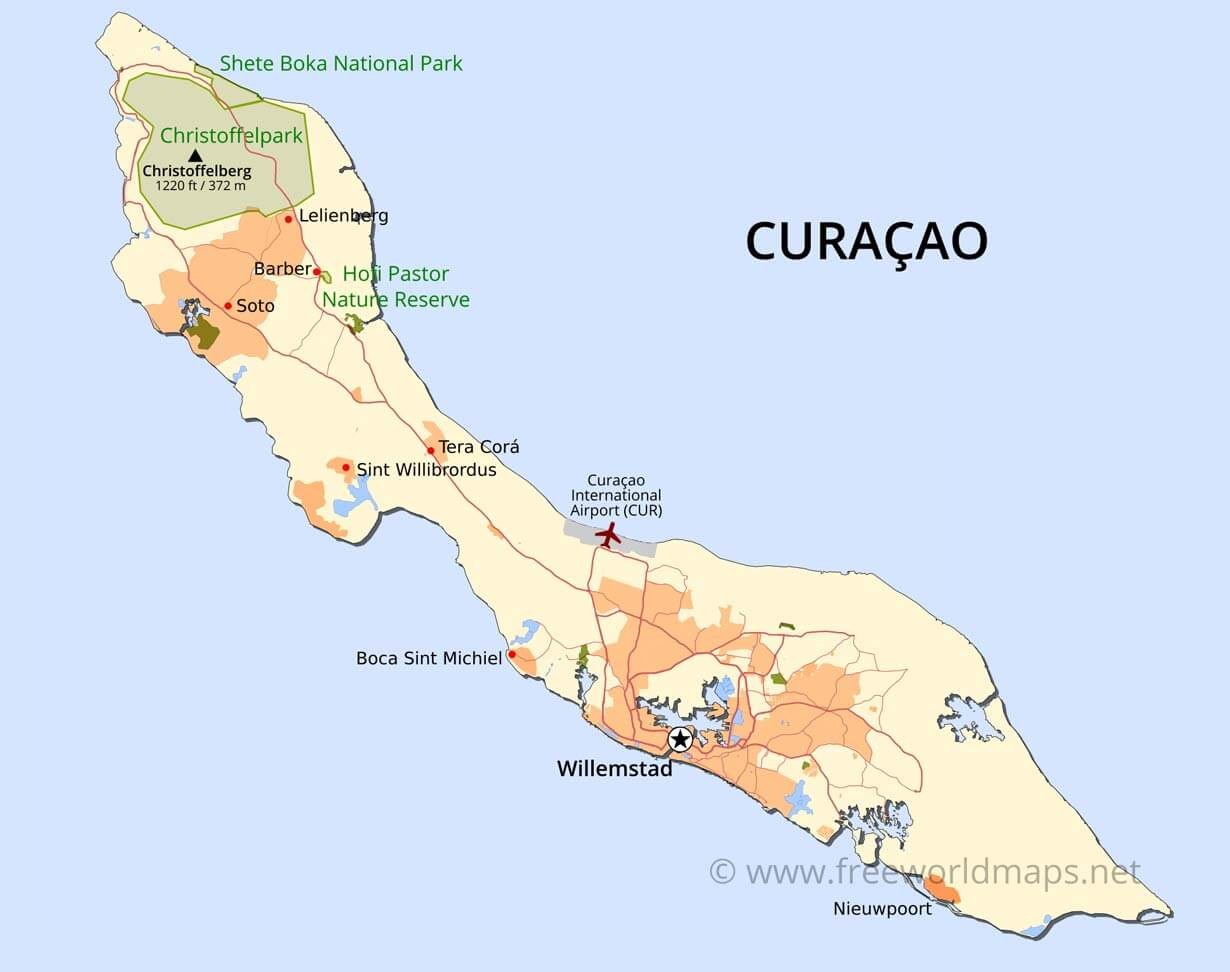 Shete Boka National Park
Christoffelpark
Christoffelberg
1220 ft / 372 m
Lelienberg
CURAÇAO
Barber
Hofi Pastor
Nature Reserve
Soto
Tera Corá
Sint Willibrordus
Curaçao
International
Airport (CUR)
Boca Sint Michiel
Willemstad
© www.freeworldmaps.net
Nieuwpoort